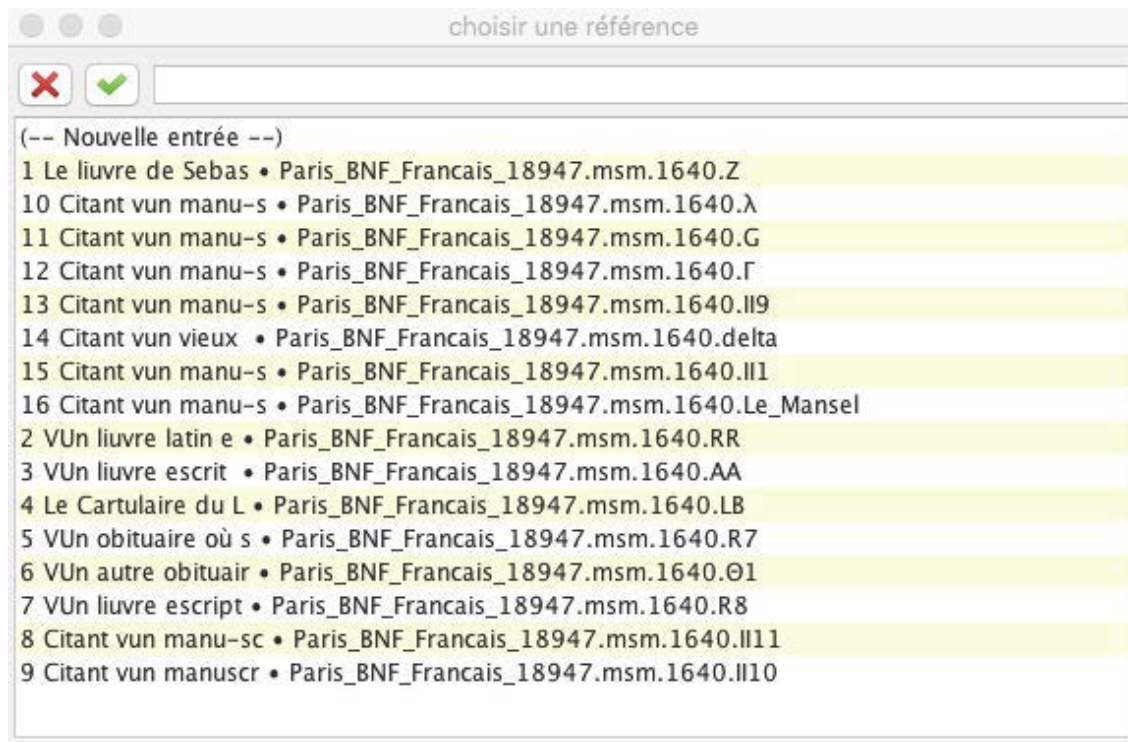 choisir une référence
(-- Nouvelle entrée --)
1 Le liuvre de Sebas • Paris_BNF_Francais_18947.msm.1640.Z
10 Citant vun manu-s • Paris_BNF_Francais_18947.msm.1640.λ
11 Citant vun manu-s • Paris_BNF_Francais_18947.msm.1640.G
12 Citant vun manu-s • Paris_BNF_Francais_18947.msm.1640.Γ
13 Citant vun manu-s • Paris_BNF_Francais_18947.msm.1640.II9
14 Citant vun vieux • Paris_BNF_Francais_18947.msm.1640.delta
15 Citant vun manu-s • Paris_BNF_Francais_18947.msm.1640.II1
16 Citant vun manu-s • Paris_BNF_Francais_18947.msm.1640.Le_Mansel
2 VUn liuvre latin e • Paris_BNF_Francais_18947.msm.1640.RR
3 VUn liuvre escrit • Paris_BNF_Francais_18947.msm.1640.AA
4 Le Cartulaire du L • Paris_BNF_Francais_18947.msm.1640.LB
5 VUn obituaire où s • Paris_BNF_Francais_18947.msm.1640.R7
6 VUn autre obituair • Paris_BNF_Francais_18947.msm.1640.Θ1
7 VUn liuvre escript • Paris_BNF_Francais_18947.msm.1640.R8
8 Citant vun manu-sc • Paris_BNF_Francais_18947.msm.1640.II11
9 Citant vun manuscr • Paris_BNF_Francais_18947.msm.1640.II10